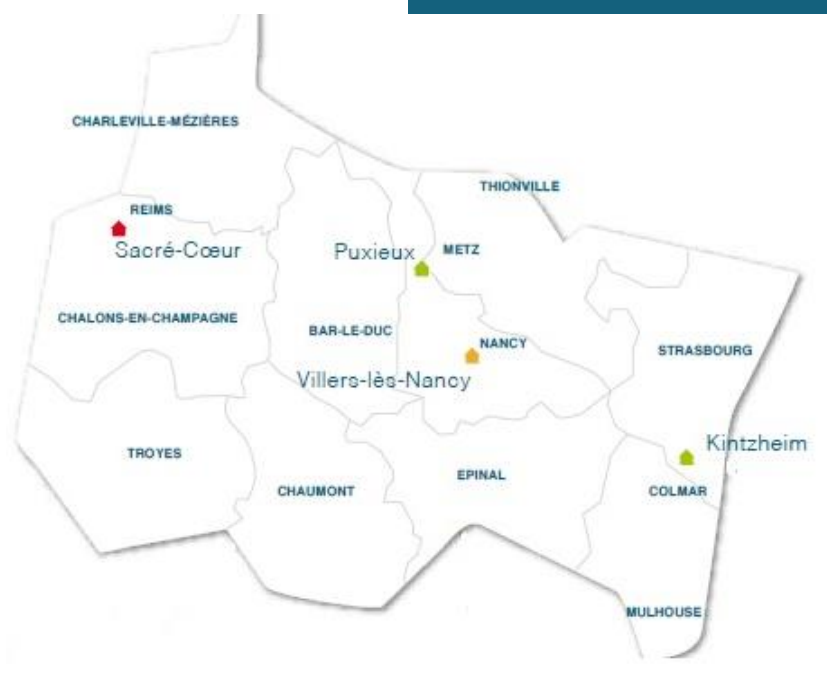 CHARLEVILLE-MÉZIÈRES
THIONVILLE
REIMS
Sacré-Cœur
Puxieux
METZ
CHALONS-EN-CHAMPAGNE
BAR-LE-DUC
NANCY
STRASBOURG
Villers-lès-Nancy
TROYES
Kintzheim
EPINAL
CHAUMONT
COLMAR
MULHOUSE